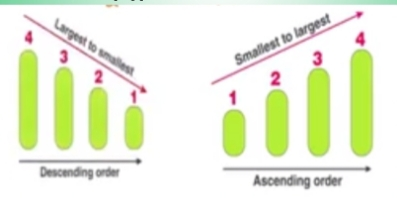 Largest to smallest
4
3
2
1
Descending order
Smallest to largest
1
2
3
4
Ascending order